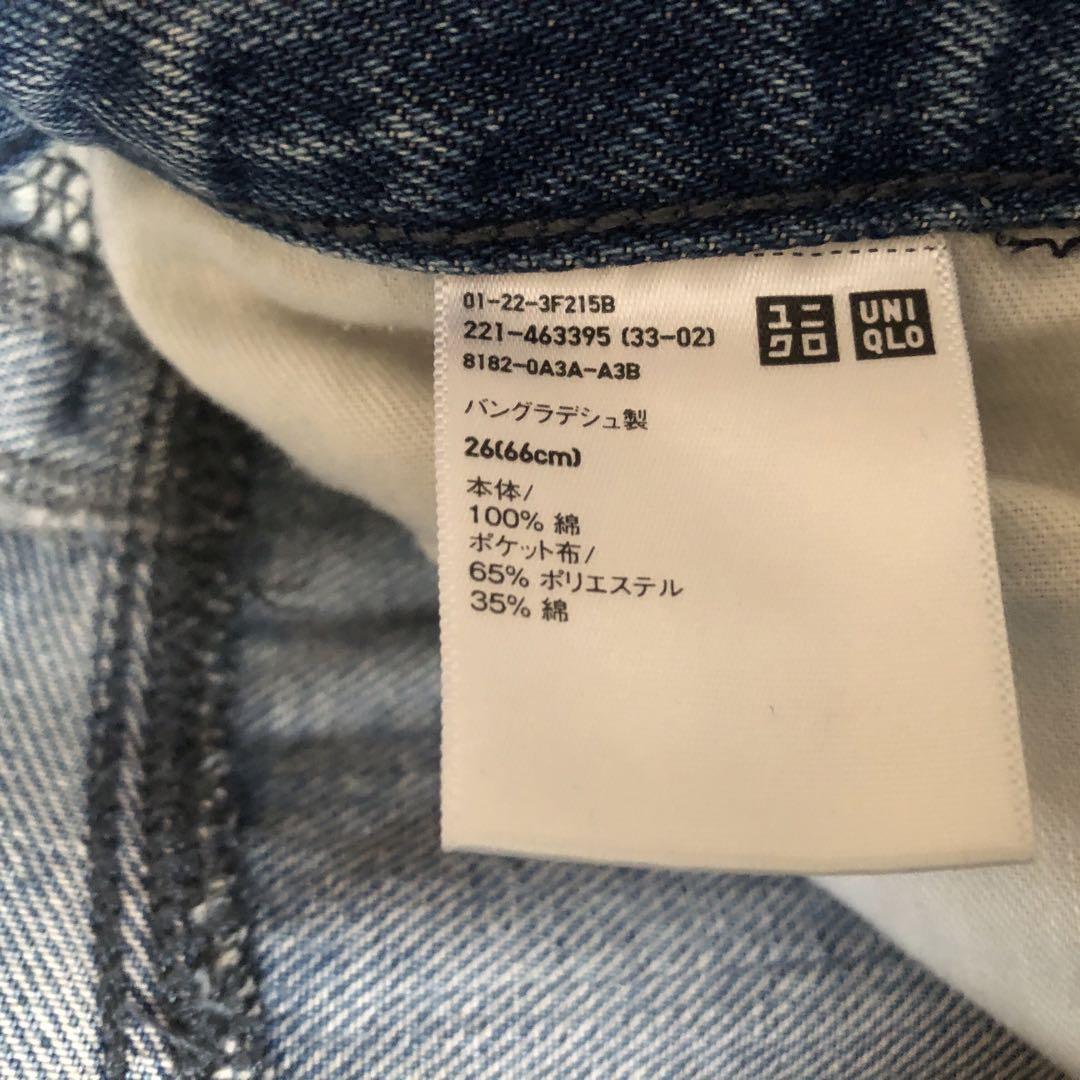 01-22-3F215B
221-463395 (33-02)
8182-0A3A-A3B
ユニ
クロ
UNI
QLO
バングラデシュ製
26(66cm)
本体/
100% 綿
ポケット布/
65% ポリエステル
35% 綿